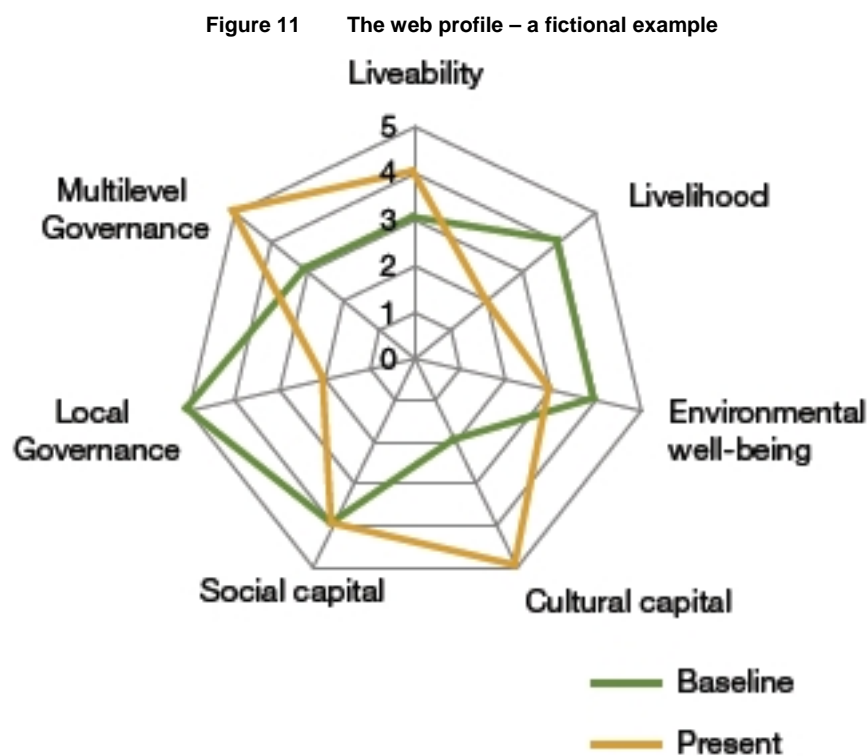 Figure 11 The web profile – a fictional example
Liveability
5
4
3
2
1
0
Multilevel
Governance
Livelihood
Local
Governance
Environmental
well-being
Social capital
Cultural capital
Baseline
Present